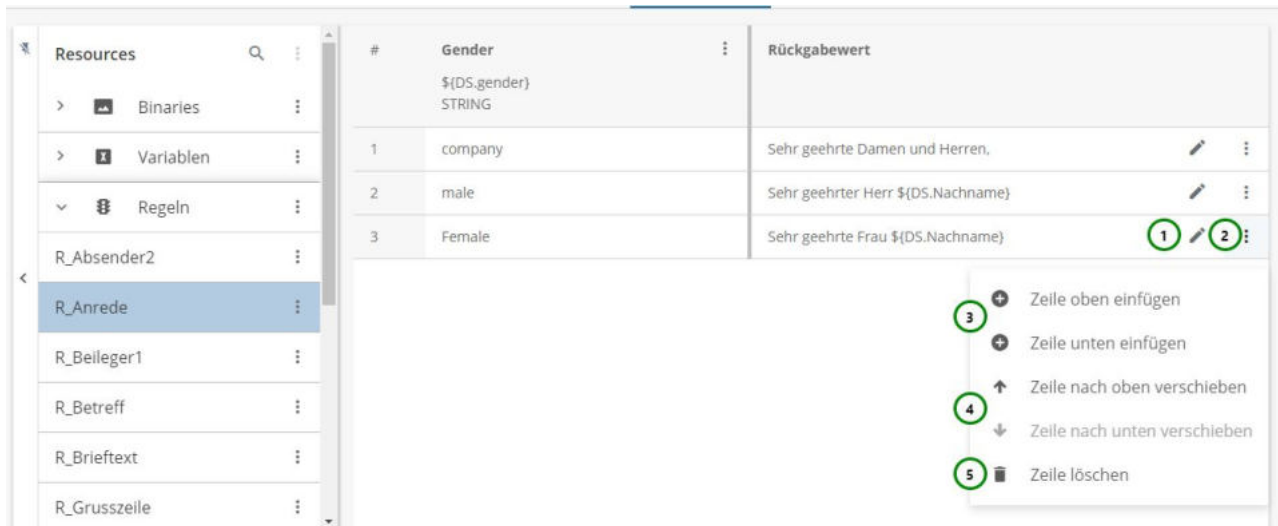 Resources
Binaries
Variablen
Regeln
R_Absender2
R_Anrede
R_Beileger1
R_Betreff
R_Brieftext
R_Grusszeile
# Gender Rückgabewert
${DS.gender}
STRING
1 company Sehr geehrte Damen und Herren,
2 male Sehr geehrter Herr ${DS.Nachname}
3 Female Sehr geehrte Frau ${DS.Nachname} 1 2
3
Zeile oben einfügen
Zeile unten einfügen
4
Zeile nach oben verschieben
Zeile nach unten verschieben
5 Zeile löschen